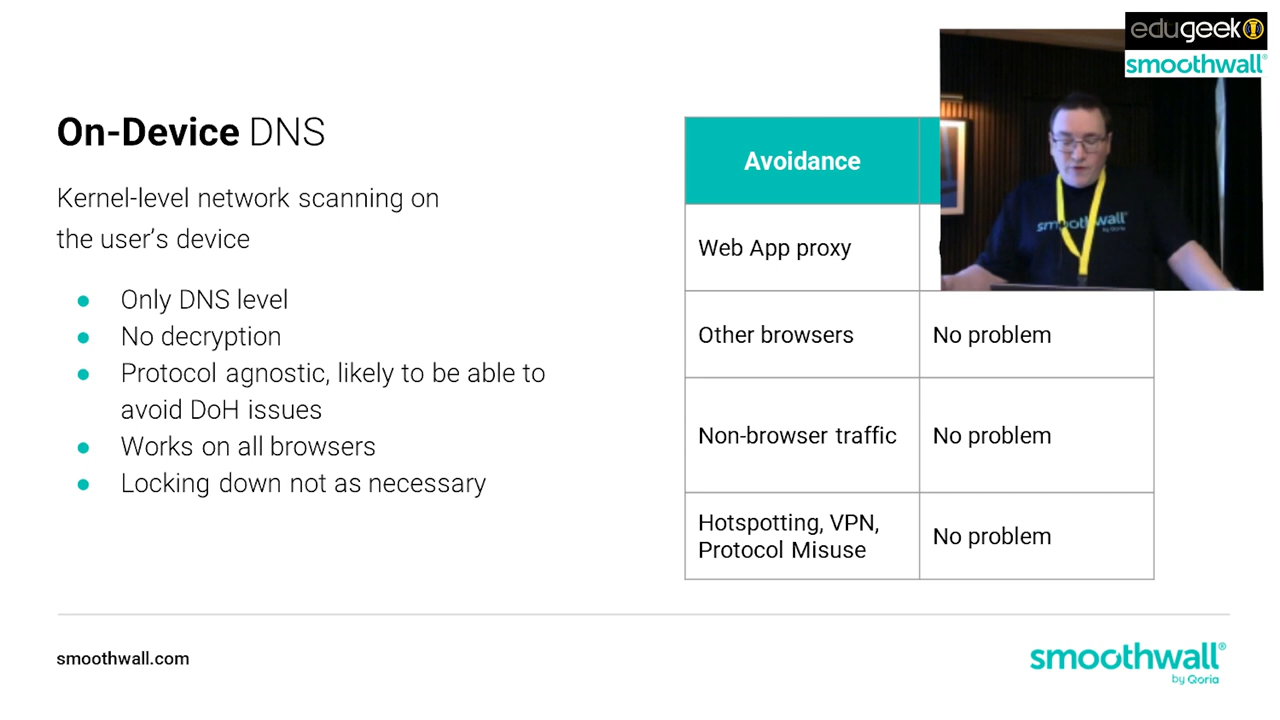 edugeek
smoothwall
On-Device DNS
Kernel-level network scanning on
the user's device
● Only DNS level
● No decryption
● Protocol agnostic, likely to be able to
avoid DoH issues
● Works on all browsers
● Locking down not as necessary
Avoidance
Web App proxy
Other browsers No problem
Non-browser traffic No problem
Hotspotting, VPN,
Protocol Misuse
No problem
smoothwall
by Qoria
smoothwall.com
smoothwall®
by Qoria